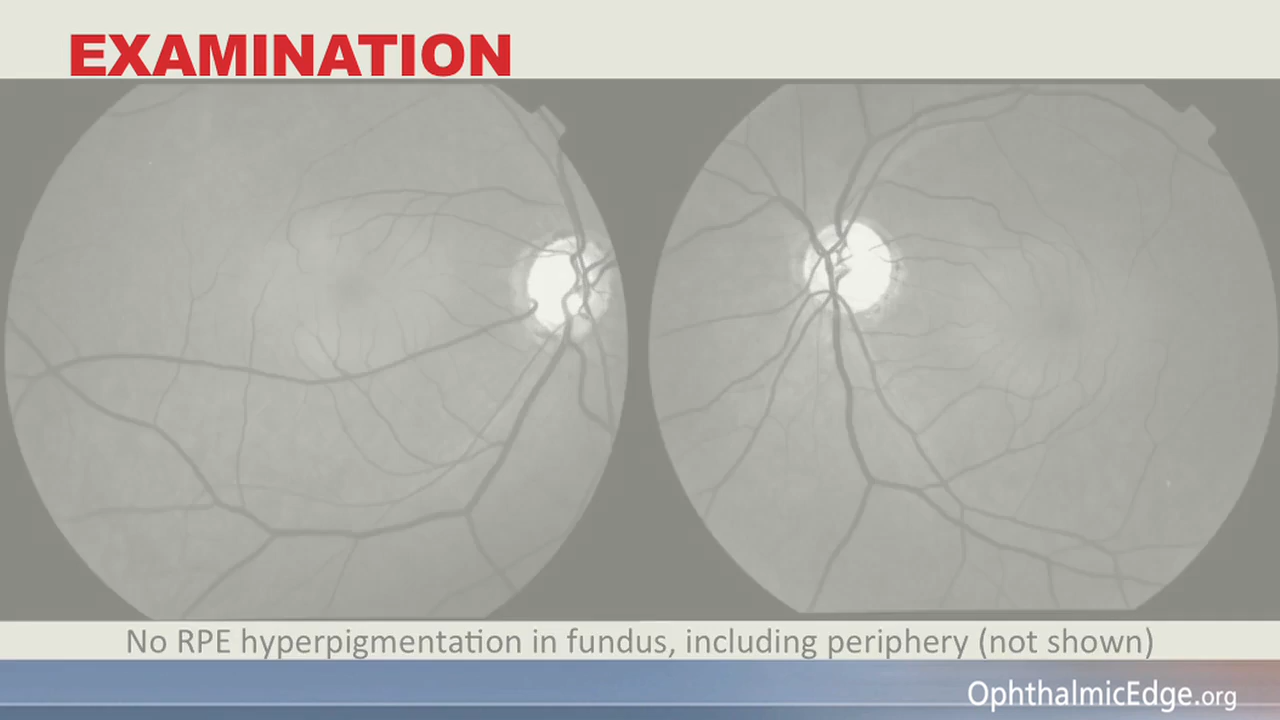 EXAMINATION
No RPE hyperpigmentation in fundus, including periphery (not shown)
OphthalmicEdge.org